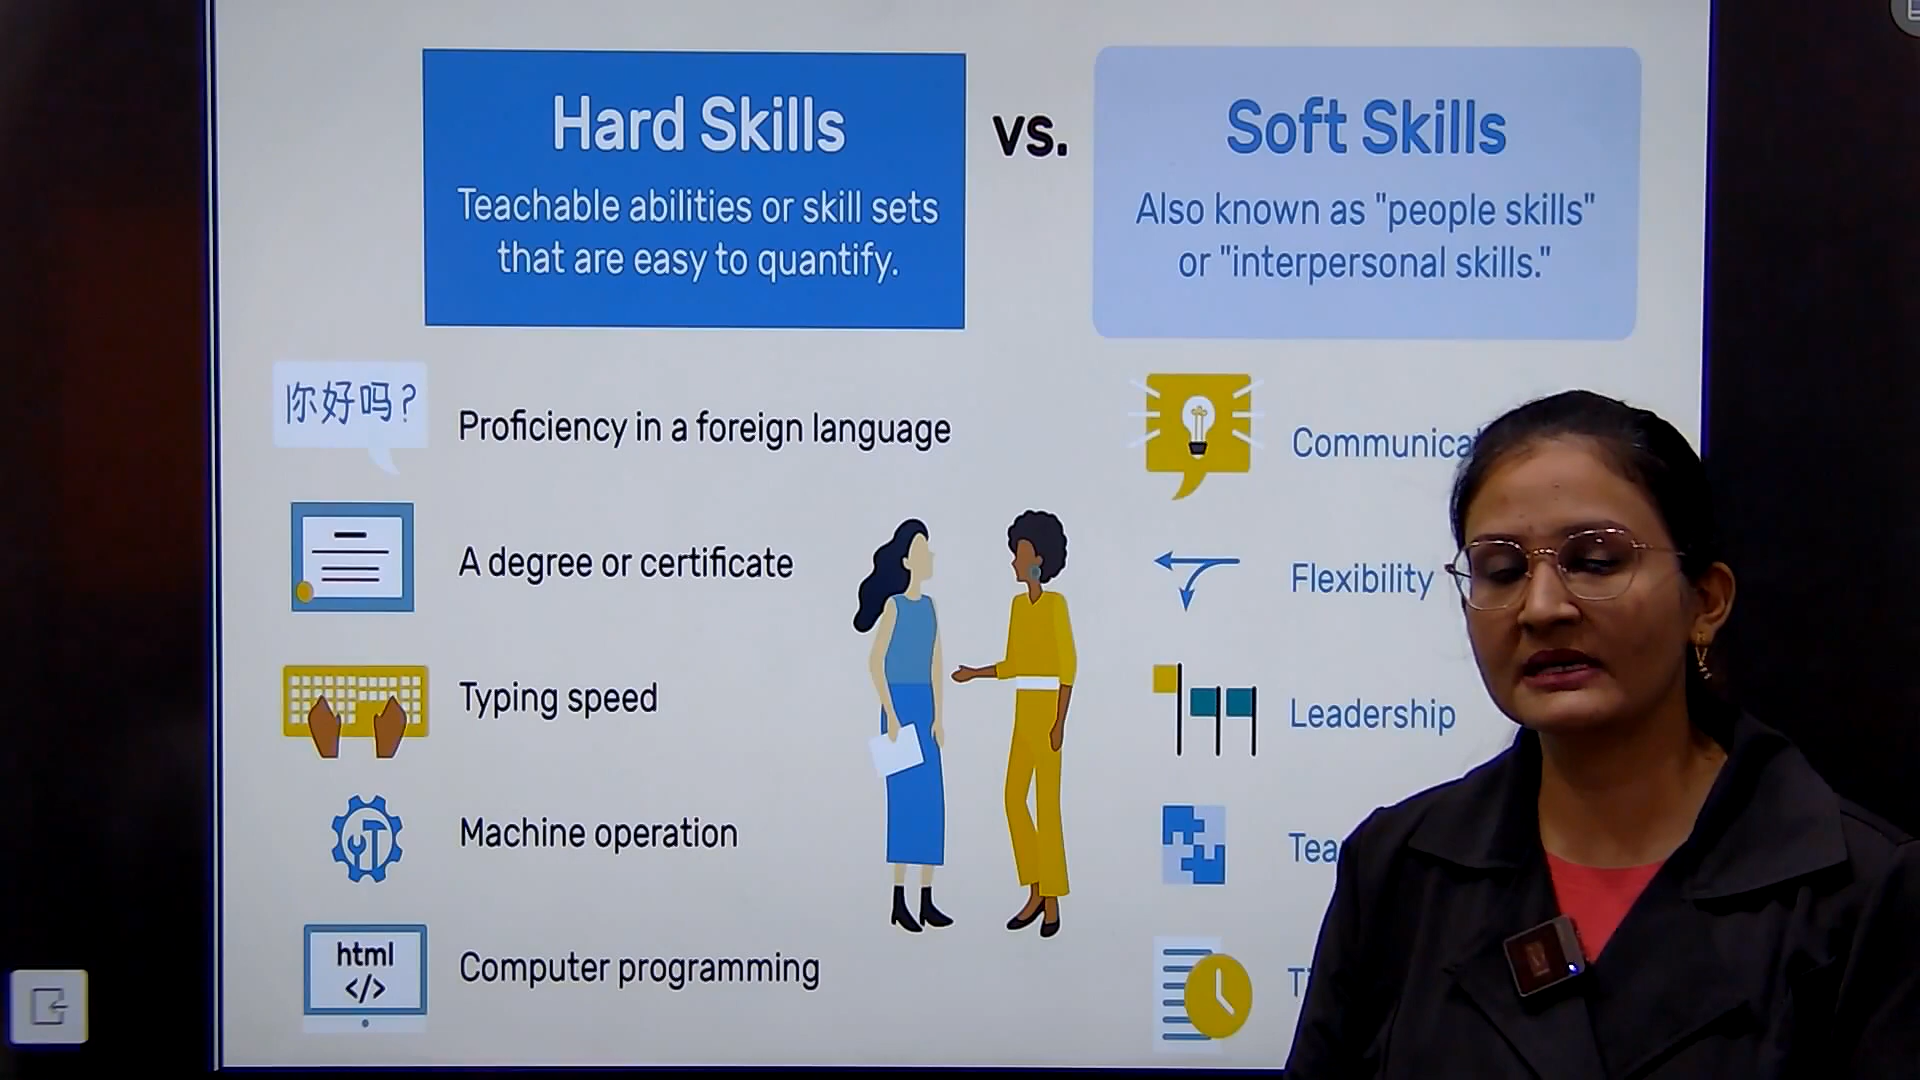 Hard Skills
Teachable abilities or skill sets
that are easy to quantify.
vs.
Soft Skills
Also known as "people skills"
or "interpersonal skills."
你好吗?
Proficiency in a foreign language
A degree or certificate
Typing speed
Machine operation
html
</>
Computer programming
Flexibility
Leadership